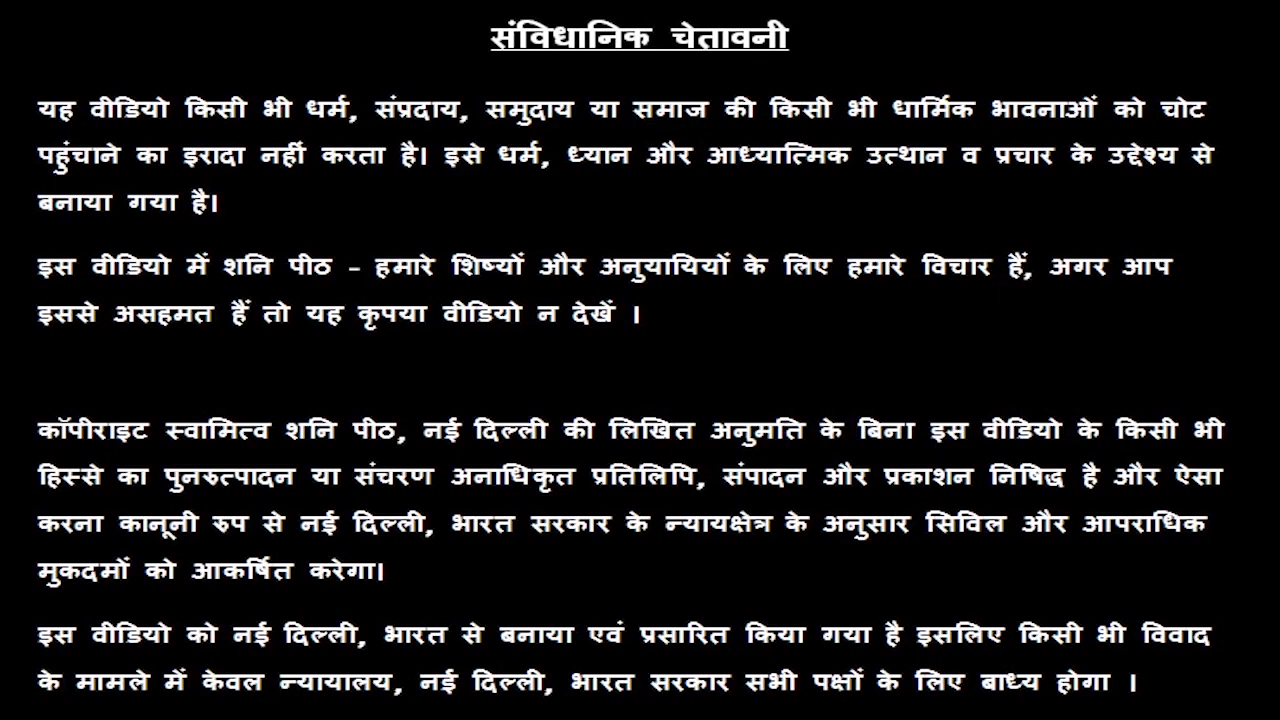 संविधानिक चेतावनी
यह वीडियो किसी भी धर्म, संप्रदाय, समुदाय या समाज की किसी भी धार्मिक भावनाओं को चोट
पहुंचाने का इरादा नहीं करता है। इसे धर्म, ध्यान और आध्यात्मिक उत्थान व प्रचार के उद्देश्य से
बनाया गया है।
इस वीडियो में शनि पीठ – हमारे शिष्यों और अनुयायियों के लिए हमारे विचार हैं, अगर आप
इससे असहमत हैं तो यह कृपया वीडियो न देखें ।
कॉपीराइट स्वामित्व शनि पीठ, नई दिल्ली की लिखित अनुमति के बिना इस वीडियो के किसी भी
हिस्से का पुनरुत्पादन या संचरण अनाधिकृत प्रतिलिपि, संपादन और प्रकाशन निषिद्ध है और ऐसा
करना कानूनी रुप से नई दिल्ली, भारत सरकार के न्यायक्षेत्र के अनुसार सिविल और आपराधिक
मुकदमों को आकर्षित करेगा।
इस वीडियो को नई दिल्ली, भारत से बनाया एवं प्रसारित किया गया है इसलिए किसी भी विवाद
के मामले में केवल न्यायालय, नई दिल्ली, भारत सरकार सभी पक्षों के लिए बाध्य होगा ।